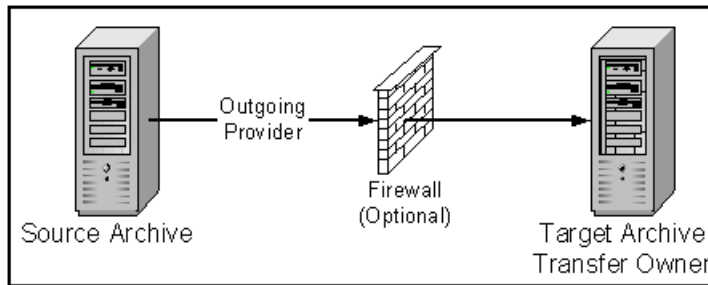 Outgoing
Provider
Firewall
(Optional)
Source Archive
Target Archive
Transfer Owner